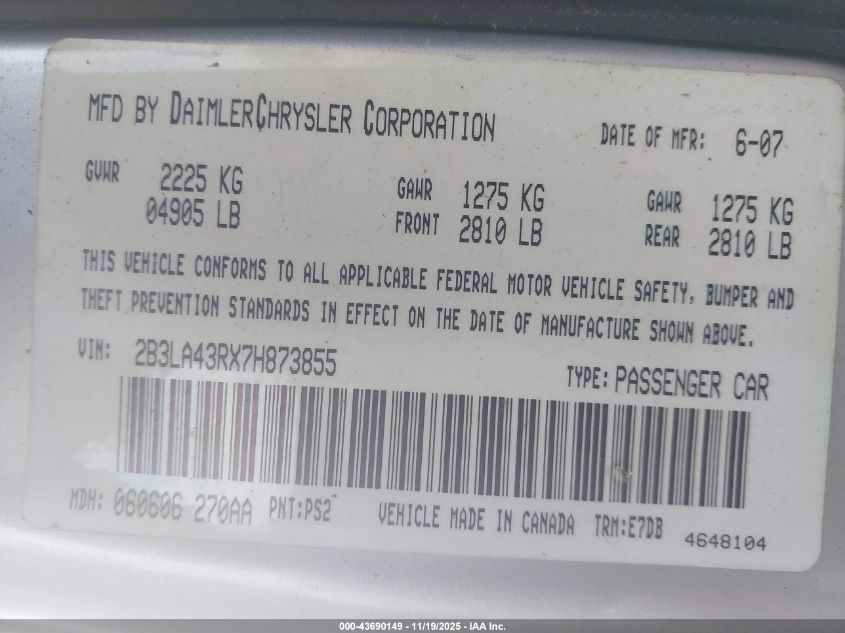 MFD BY DAIMLERCHRYSLER CORPORATION DATE OF MFR: 6-07
GVWR 2225 KG GAWR 1275 KG GAWR 1275 KG
04905 LB FRONT 2810 LB REAR 2810 LB
THIS VEHICLE CONFORMS TO ALL APPLICABLE FEDERAL MOTOR VEHICLE SAFETY, BUMPER AND
THEFT PREVENTION STANDARDS IN EFFECT ON THE DATE OF MANUFACTURE SHOWN ABOVE.
VIN: 2B3LA43RX7H873855 TYPE: PASSENGER CAR
MDH: 060606 270AA PNT:PS2 VEHICLE MADE IN CANADA TRM:E7DB 4648104
000-43690149 - 11/19/2025 - IAA Inc.